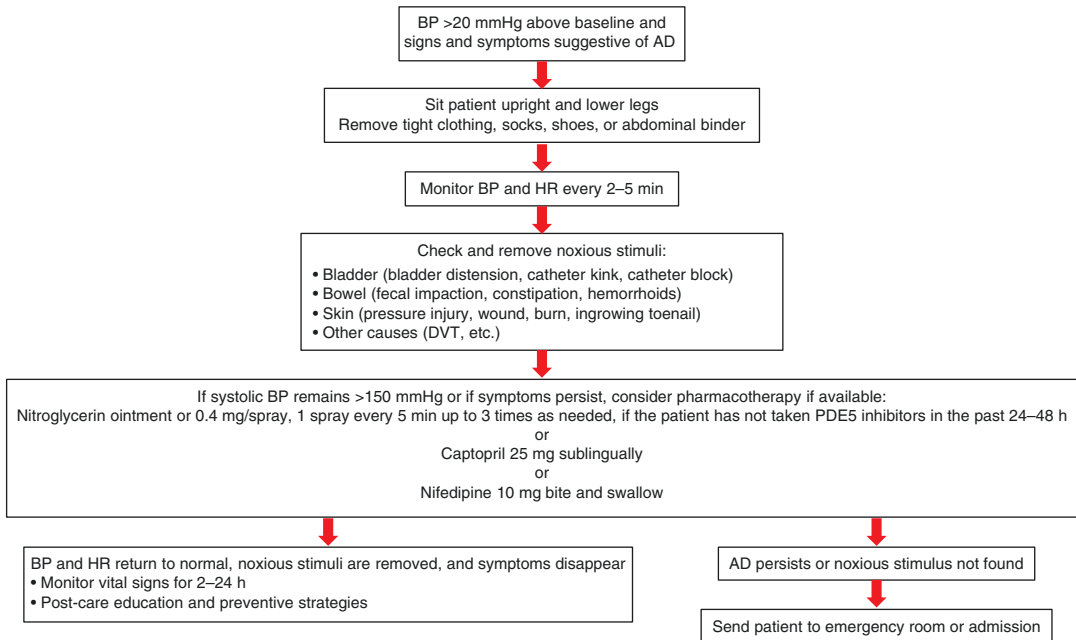 BP >20 mmHg above baseline and
signs and symptoms suggestive of AD
Sit patient upright and lower legs
Remove tight clothing, socks, shoes, or abdominal binder
Monitor BP and HR every 2–5 min
Check and remove noxious stimuli:
• Bladder (bladder distension, catheter kink, catheter block)
• Bowel (fecal impaction, constipation, hemorrhoids)
• Skin (pressure injury, wound, burn, ingrowing toenail)
• Other causes (DVT, etc.)
If systolic BP remains >150 mmHg or if symptoms persist, consider pharmacotherapy if available:
Nitroglycerin ointment or 0.4 mg/spray, 1 spray every 5 min up to 3 times as needed, if the patient has not taken PDE5 inhibitors in the past 24–48 h
or
Captopril 25 mg sublingually
or
Nifedipine 10 mg bite and swallow
BP and HR return to normal, noxious stimuli are removed, and symptoms disappear
• Monitor vital signs for 2–24 h
• Post-care education and preventive strategies
AD persists or noxious stimulus not found
Send patient to emergency room or admission